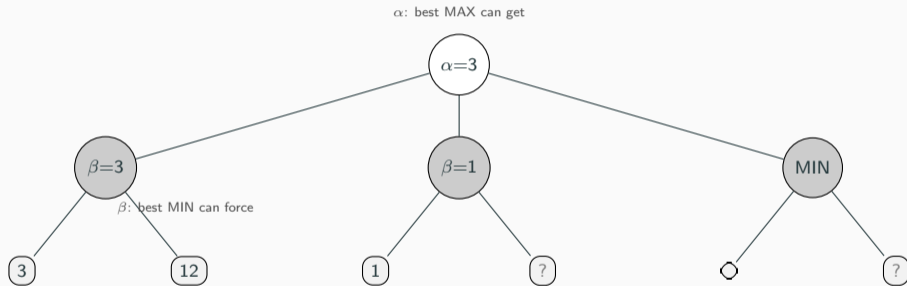 α: best MAX can get
α=3
β=3
β=1
MIN
β: best MIN can force
3
12
1
?
?